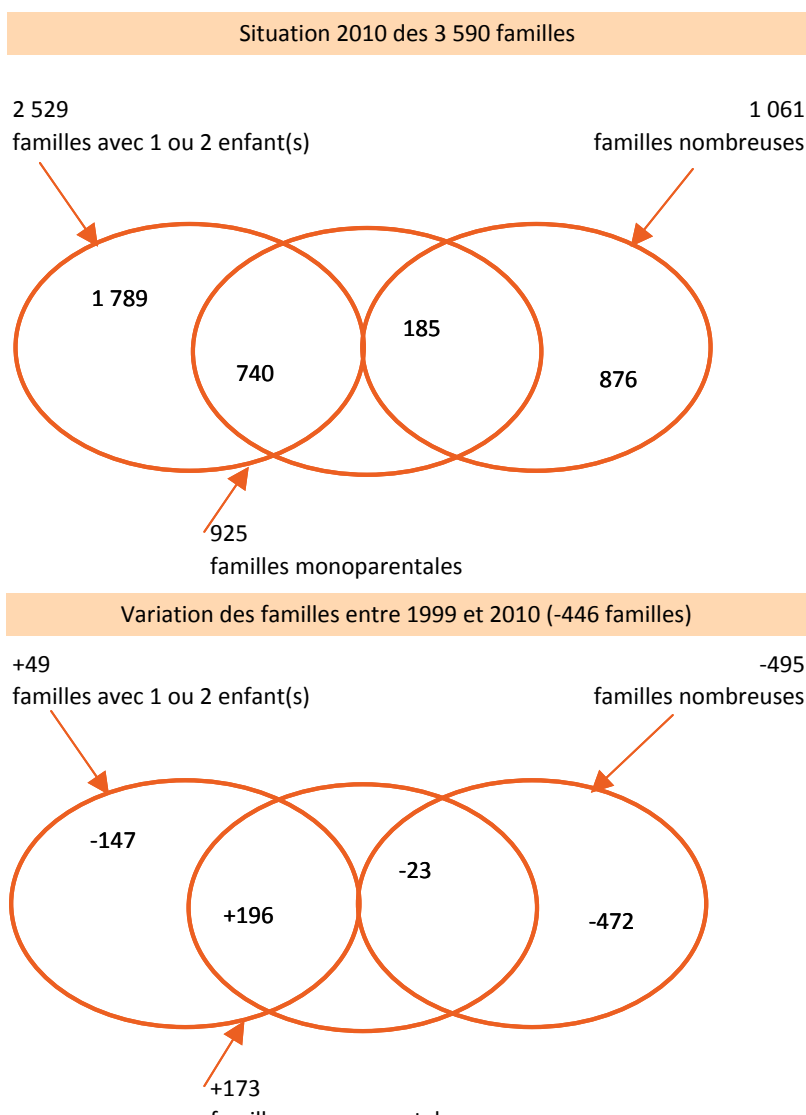 Situation 2010 des 3 590 familles
2 529
familles avec 1 ou 2 enfant(s)
1 061
familles nombreuses
1 789
740
185
876
925
familles monoparentales
Variation des familles entre 1999 et 2010 (-446 familles)
+49
familles avec 1 ou 2 enfant(s)
-495
familles nombreuses
-147
+196
-23
-472
+173